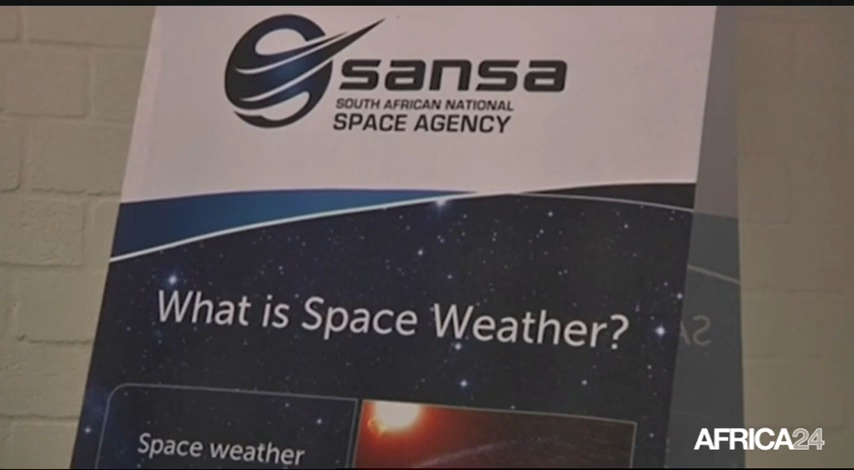 sansa
SOUTH AFRICAN NATIONAL
SPACE AGENCY
What is Space Weather?
Space weather
AFRICA24